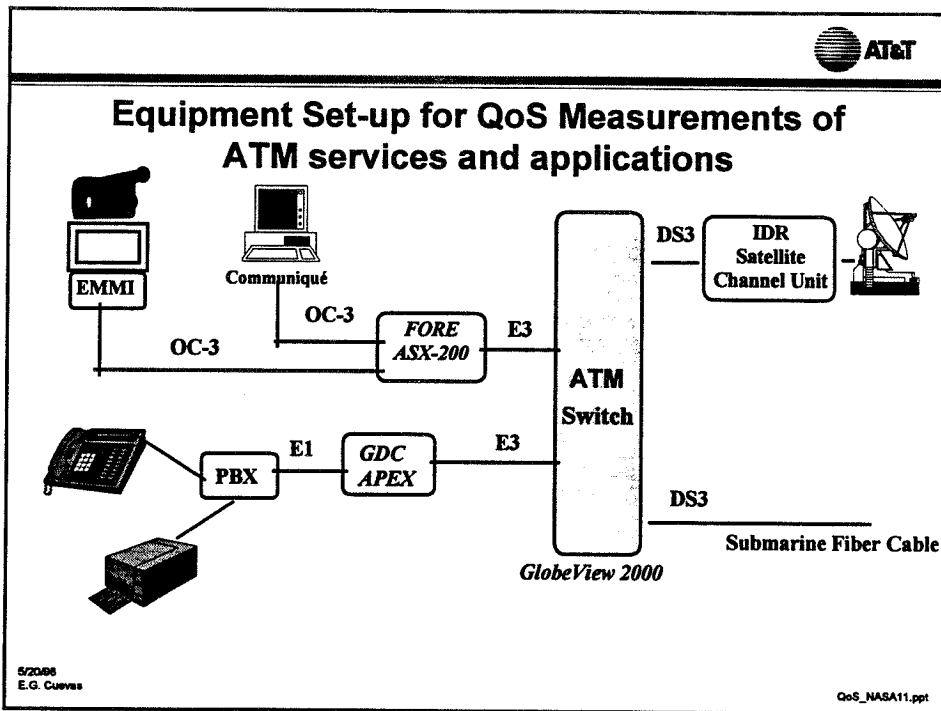 AT&T
Equipment Set-up for QoS Measurements of
ATM services and applications
EMMI
Communiqué
OC-3
OC-3
FORE
ASX-200
E3
ATM
Switch
DS3
IDR
Satellite
Channel Unit
PBX
E1
GDC
APEX
E3
DS3
Submarine Fiber Cable
GlobeView 2000
5/20/96
E.G. Cuevas
QoS_NASA11.ppt